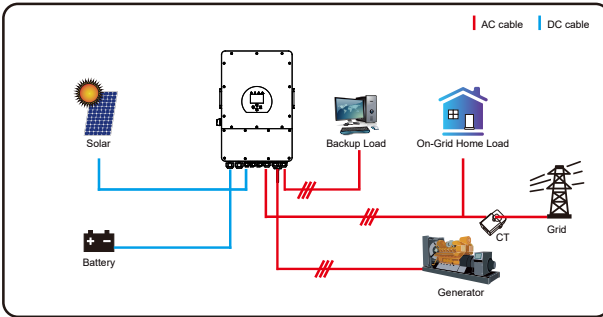 AC cable
DC cable
Solar
Backup Load
On-Grid Home Load
Grid
CT
Battery
Generator